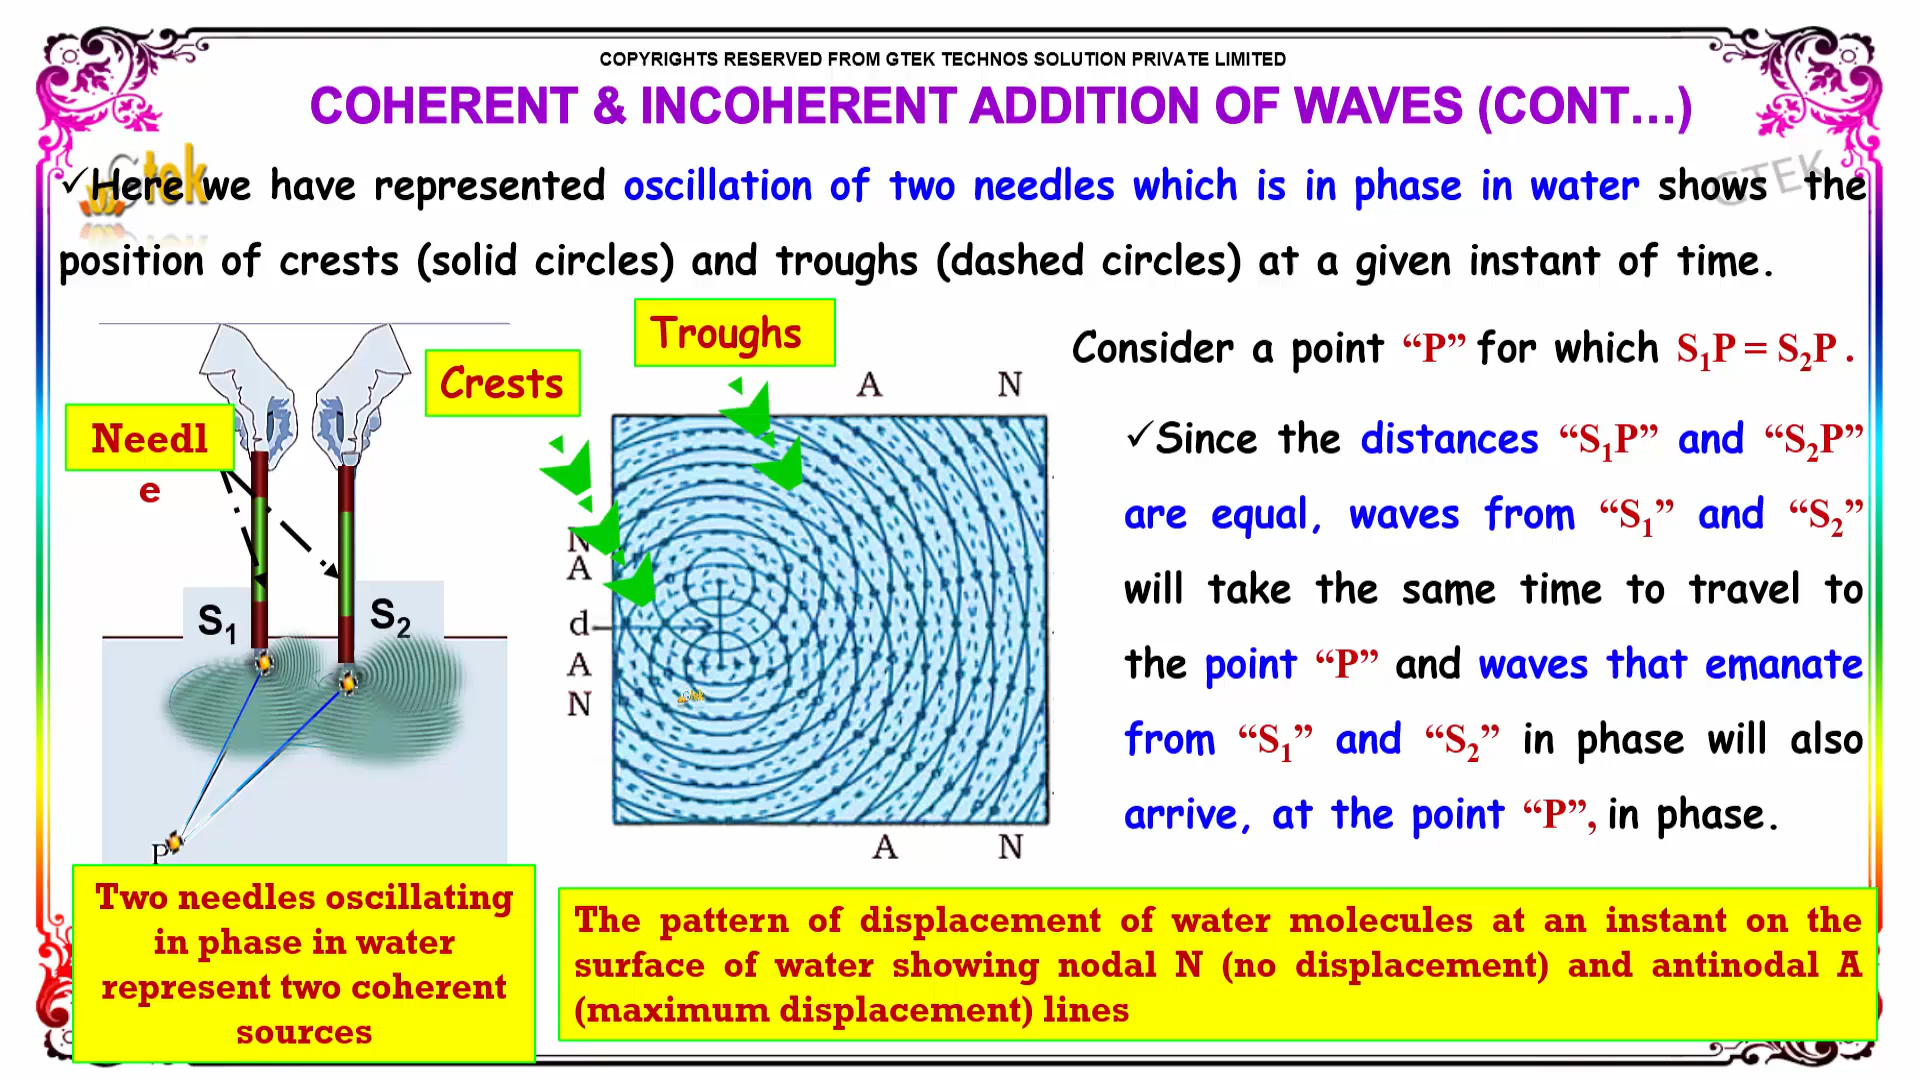 COPYRIGHTS RESERVED FROM GTEK TECHNOS SOLUTION PRIVATE LIMITED
COHERENT & INCOHERENT ADDITION OF WAVES (CONT...)
Gtek
GTEK
✓Here we have represented oscillation of two needles which is in phase in water shows the
position of crests (solid circles) and troughs (dashed circles) at a given instant of time.
Troughs
Crests
Needl
e
S₁
S₂
P
A N
N
A
d
A
N
A N
Gtek
Consider a point “P” for which S₁P = S₂P .
✓Since the distances “S₁P” and “S₂P”
are equal, waves from “S₁” and “S₂”
will take the same time to travel to
the point “P” and waves that emanate
from “S₁” and “S₂” in phase will also
arrive, at the point “P”, in phase.
Two needles oscillating
in phase in water
represent two coherent
sources
The pattern of displacement of water molecules at an instant on the
surface of water showing nodal N (no displacement) and antinodal A
(maximum displacement) lines